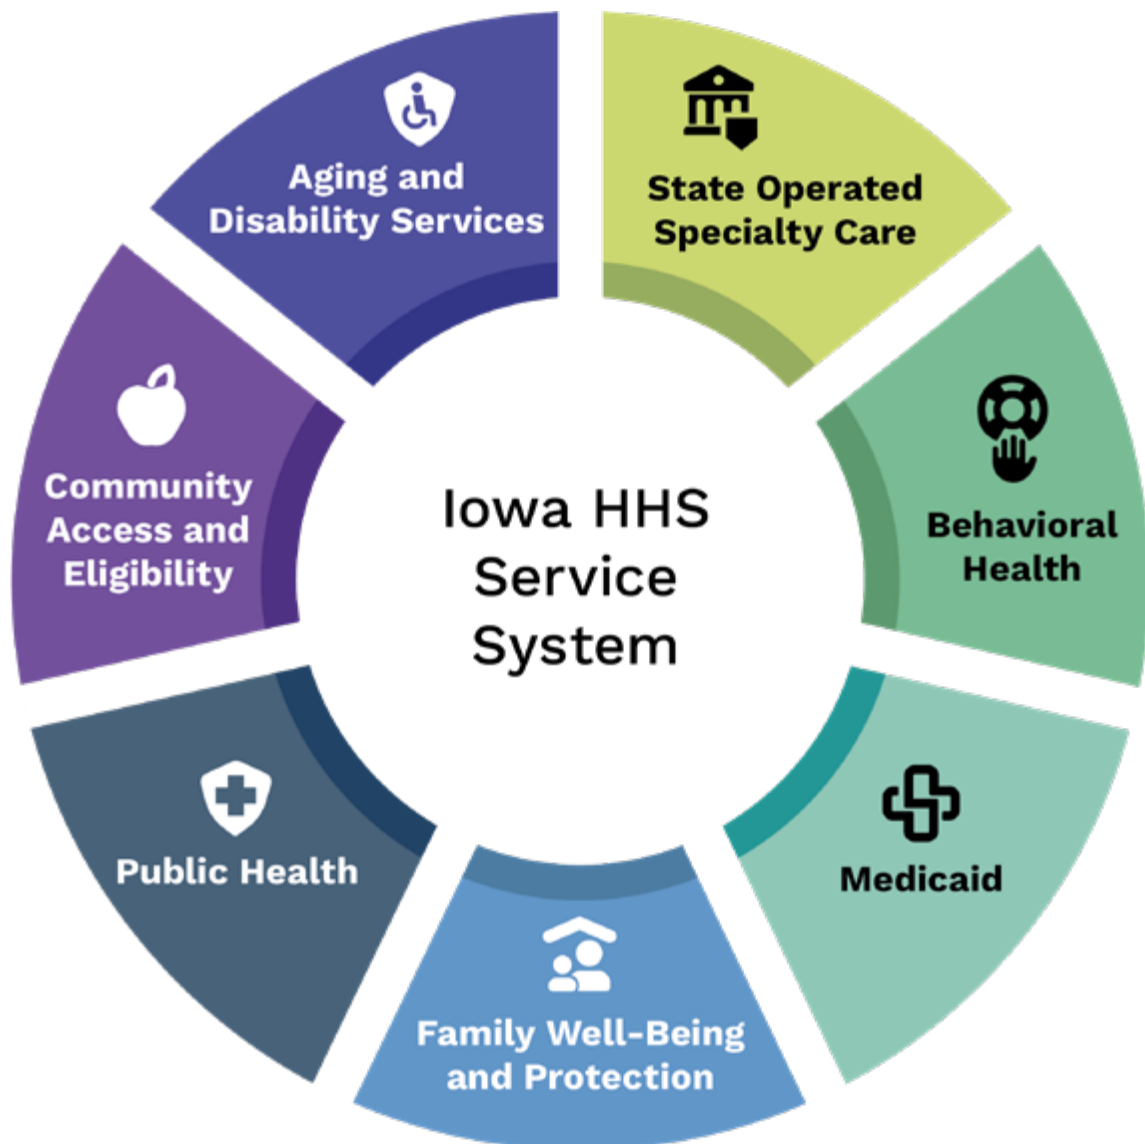 Aging and
Disability Services
State Operated
Specialty Care
Community
Access and
Eligibility
Iowa HHS
Service
System
Behavioral
Health
Public Health
Medicaid
Family Well-Being
and Protection